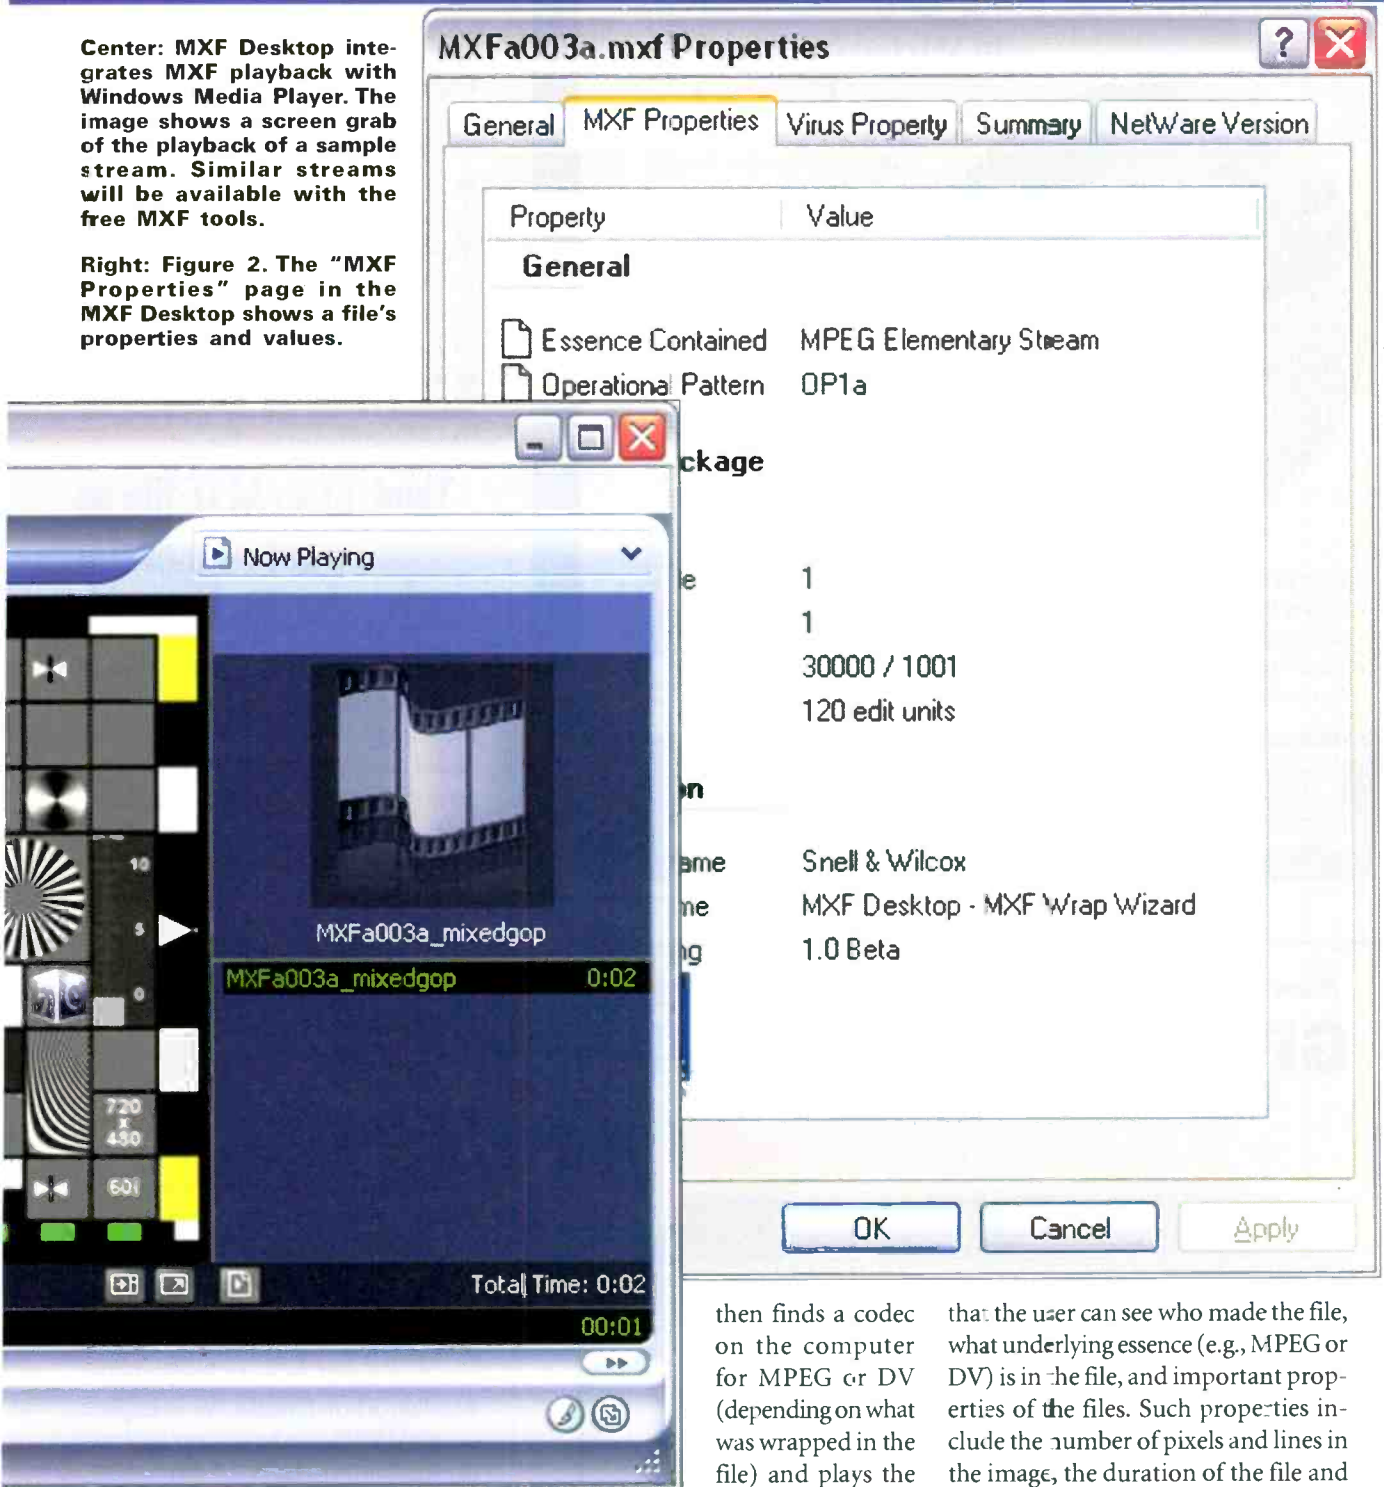 Center: MXF Desktop inte-
grates MXF playback with
Windows Media Player. The
image shows a screen grab
of the playback of a sample
stream. Similar streams
will be available with the
free MXF tools.
Right: Figure 2. The “MXF
Properties” page in the
MXF Desktop shows a file’s
properties and values.
MXFa003a.mxf Properties
?
General MXF Properties Virus Property Summary NetWare Version
Property Value
General
Essence Contained MPEG Elementary Stream
Operational Pattern OP1a
ckage
e 1
1
30000 / 1001
120 edit units
on
ame Snell & Wilcox
me MXF Desktop - MXF Wrap Wizard
ng 1.0 Beta
OK Cancel Apply
Now Playing
10
5
0
720
x
480
60i
MXFa003a_mixedgop
MXFa003a_mixedgop 0:02
Total Time: 0:02
00:01
then finds a codec
on the computer
for MPEG or DV
(depending on what
was wrapped in the
file) and plays the
that the user can see who made the file,
what underlying essence (e.g., MPEG or
DV) is in the file, and important prop-
erties of the files. Such properties in-
clude the number of pixels and lines in
the image, the duration of the file and